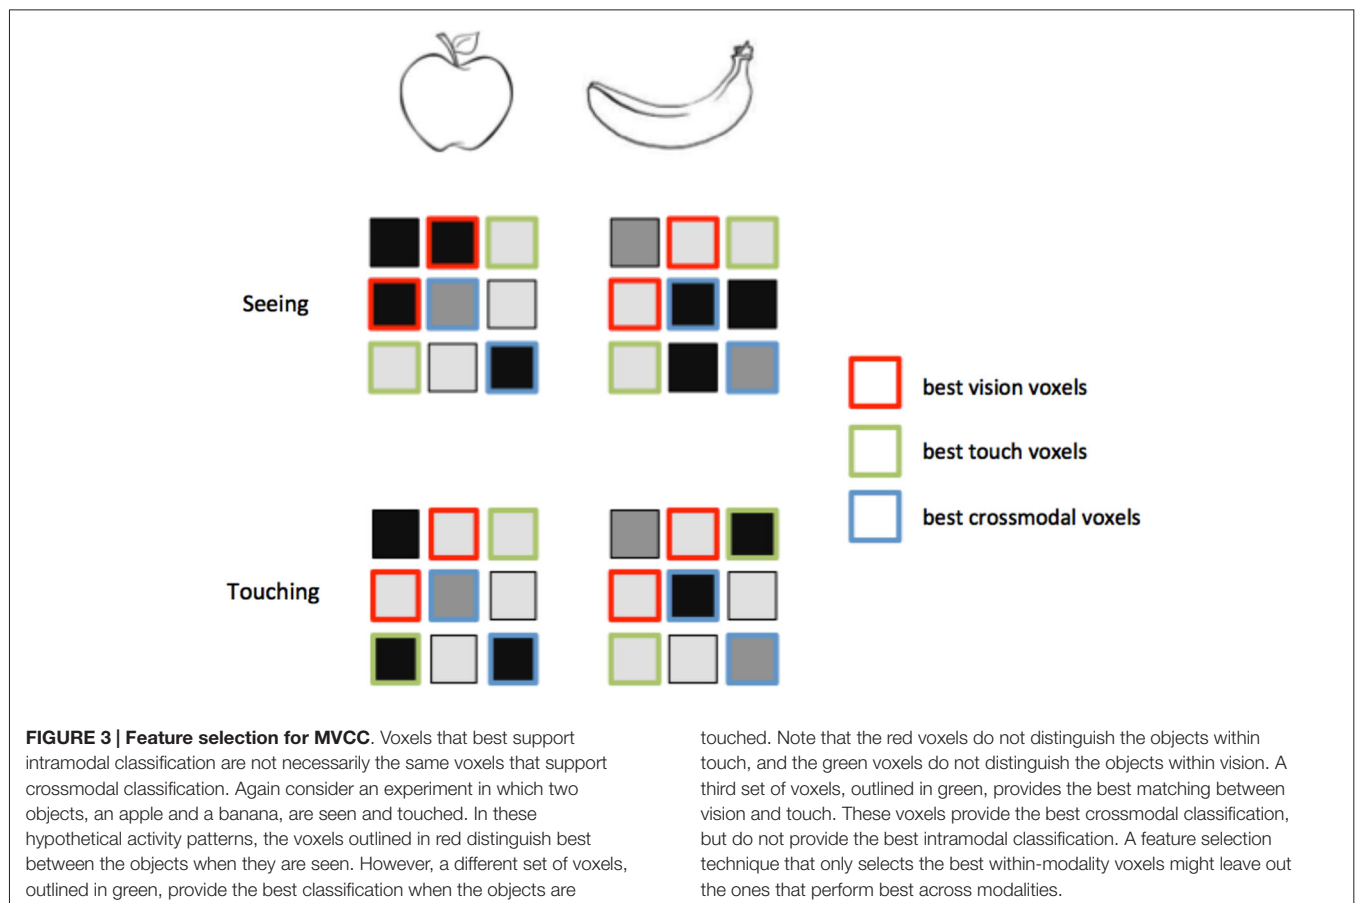 Seeing
best vision voxels
best touch voxels
best crossmodal voxels
Touching
FIGURE 3 | Feature selection for MVCC. Voxels that best support
intramodal classification are not necessarily the same voxels that support
crossmodal classification. Again consider an experiment in which two
objects, an apple and a banana, are seen and touched. In these
hypothetical activity patterns, the voxels outlined in red distinguish best
between the objects when they are seen. However, a different set of voxels,
outlined in green, provide the best classification when the objects are
touched. Note that the red voxels do not distinguish the objects within
touch, and the green voxels do not distinguish the objects within vision. A
third set of voxels, outlined in green, provides the best matching between
vision and touch. These voxels provide the best crossmodal classification,
but do not provide the best intramodal classification. A feature selection
technique that only selects the best within-modality voxels might leave out
the ones that perform best across modalities.